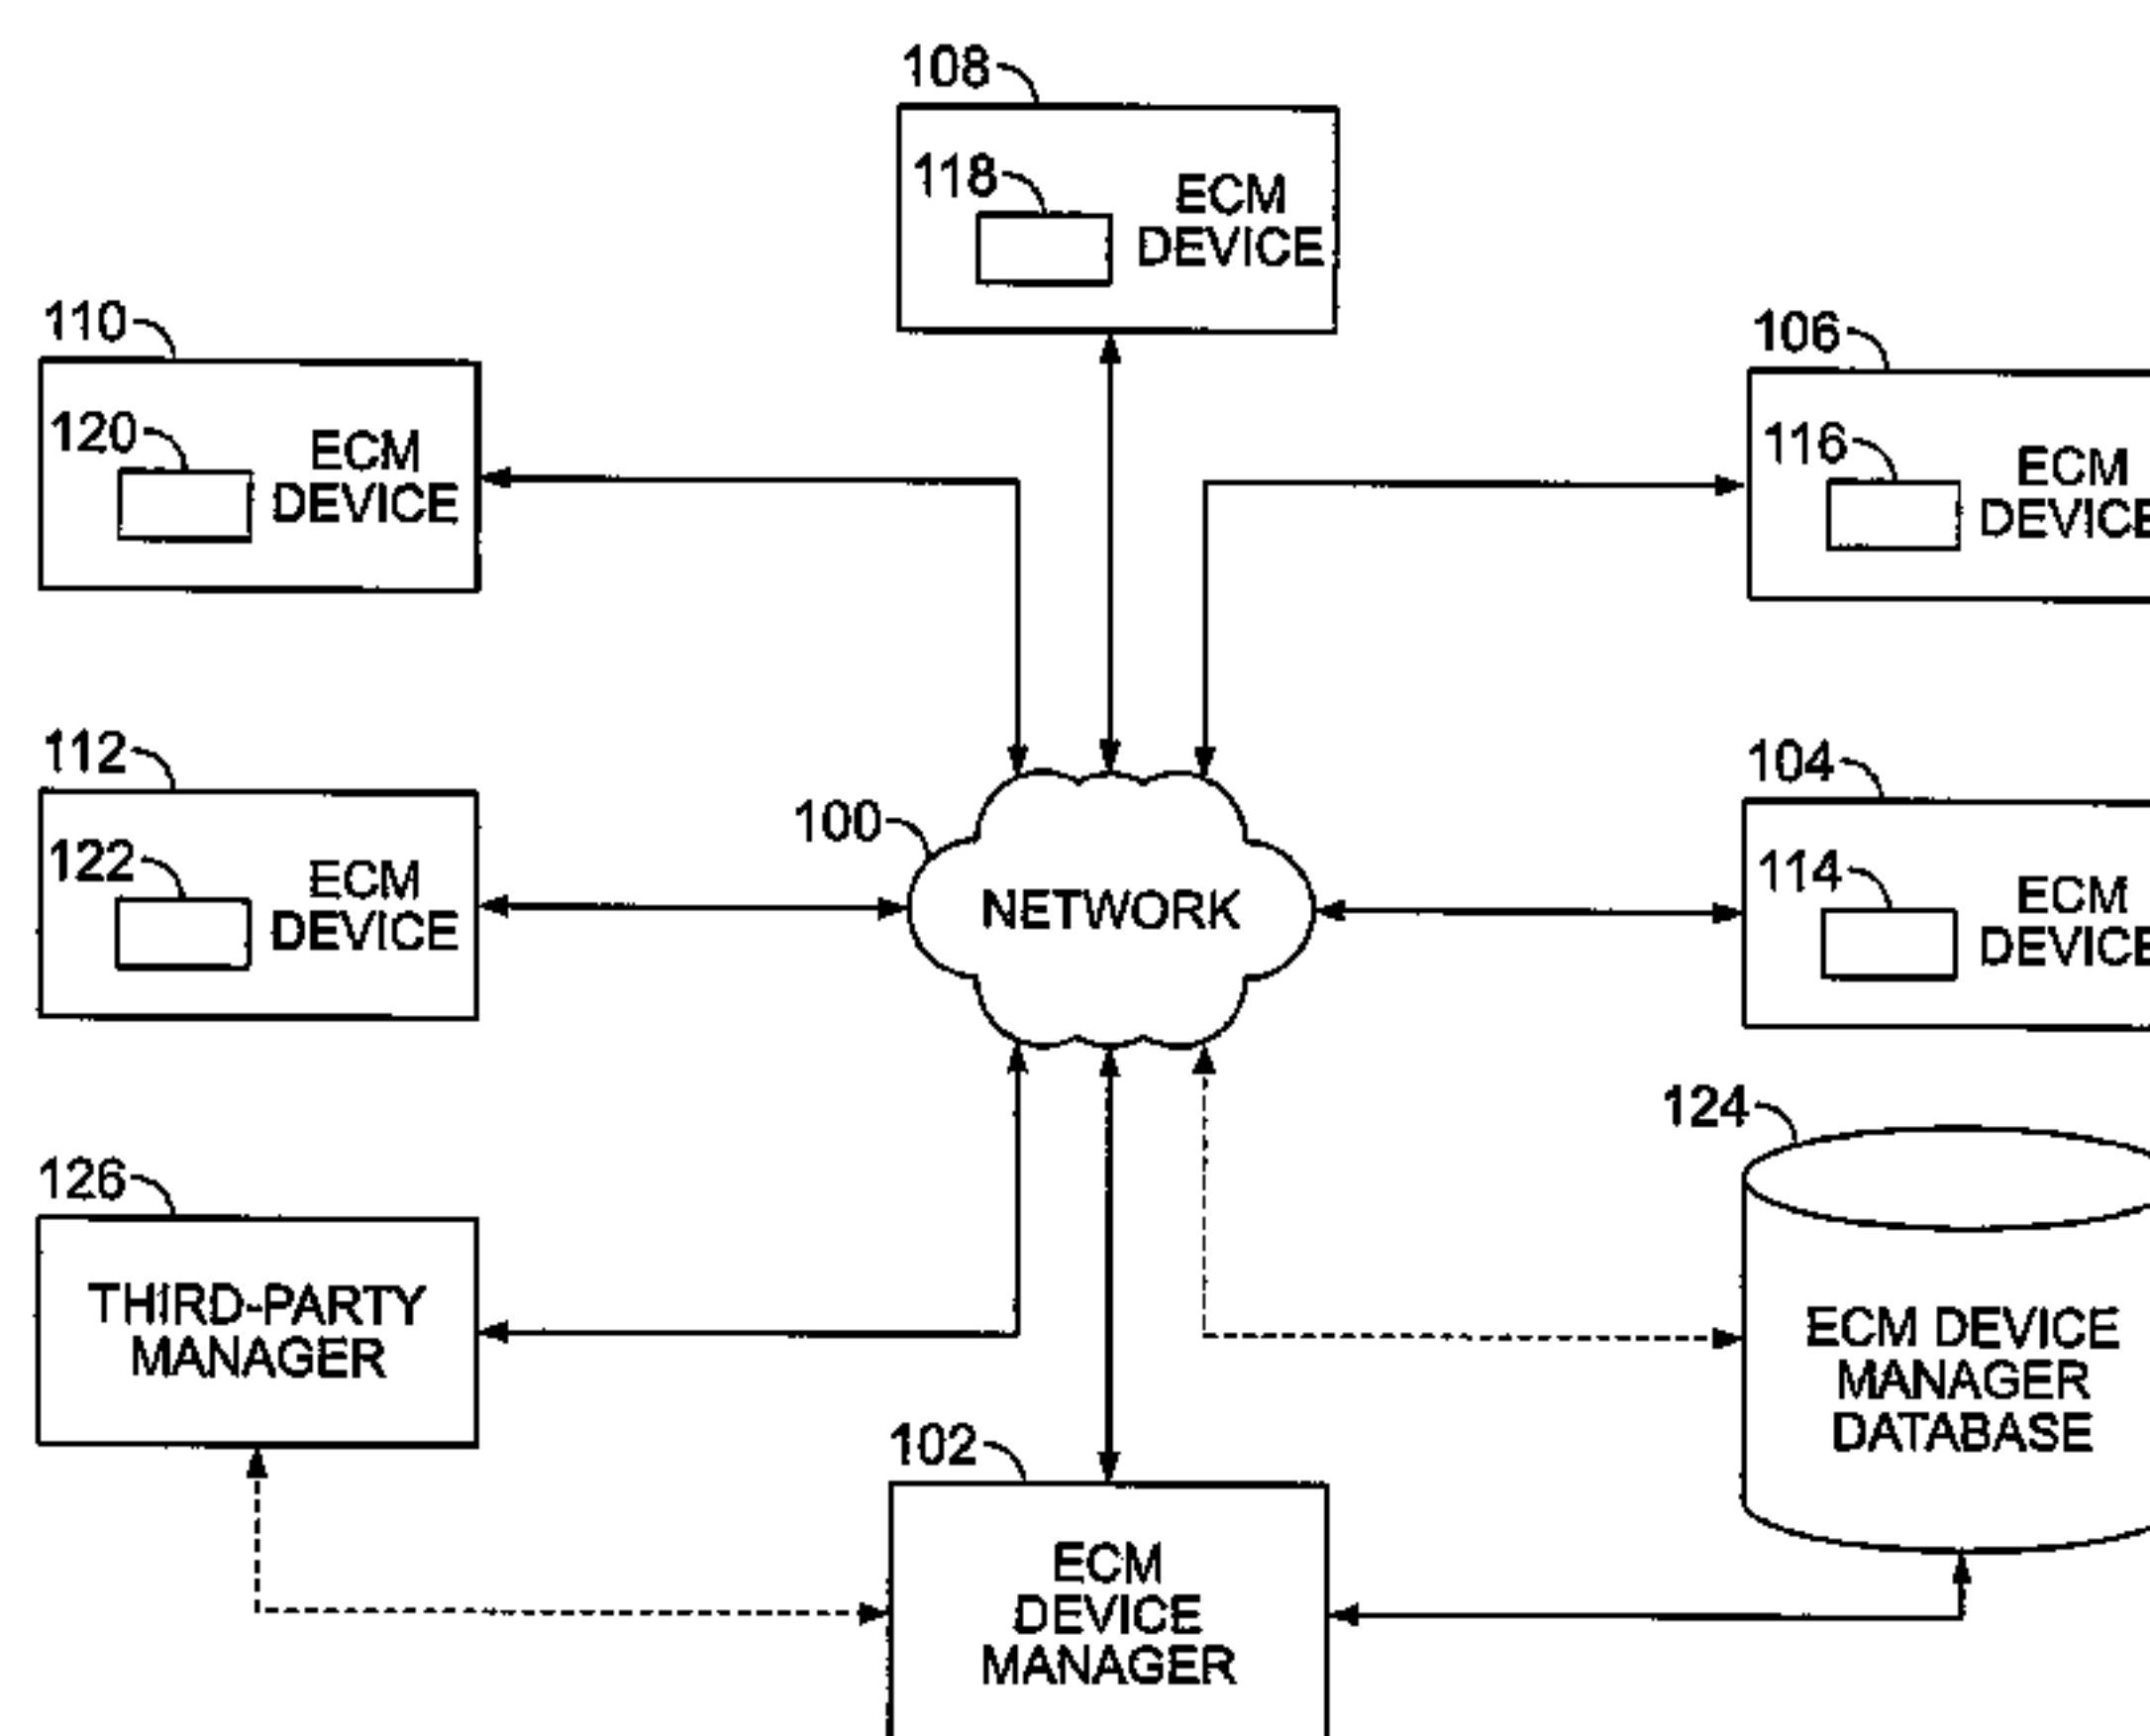 108
118
ECM
DEVICE
110
120
ECM
DEVICE
106
116
ECM
DEVICE
112
122
ECM
DEVICE
100
NETWORK
104
114
ECM
DEVICE
124
ECM DEVICE
MANAGER
DATABASE
126
THIRD-PARTY
MANAGER
102
ECM
DEVICE
MANAGER